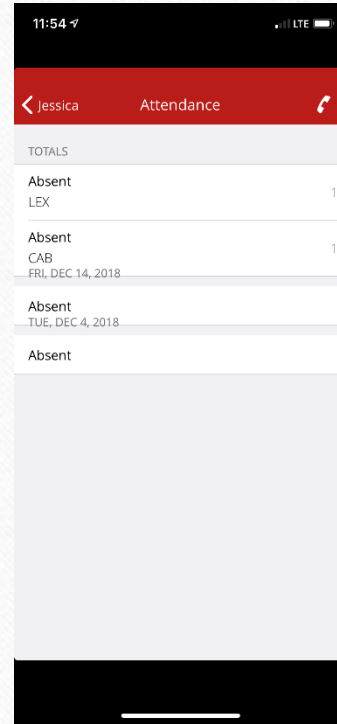 11:54
LTE
Jessica
Attendance
TOTALS
Absent
1
LEX
Absent
1
CAB
FRI, DEC 14, 2018
Absent
TUE, DEC 4, 2018
Absent